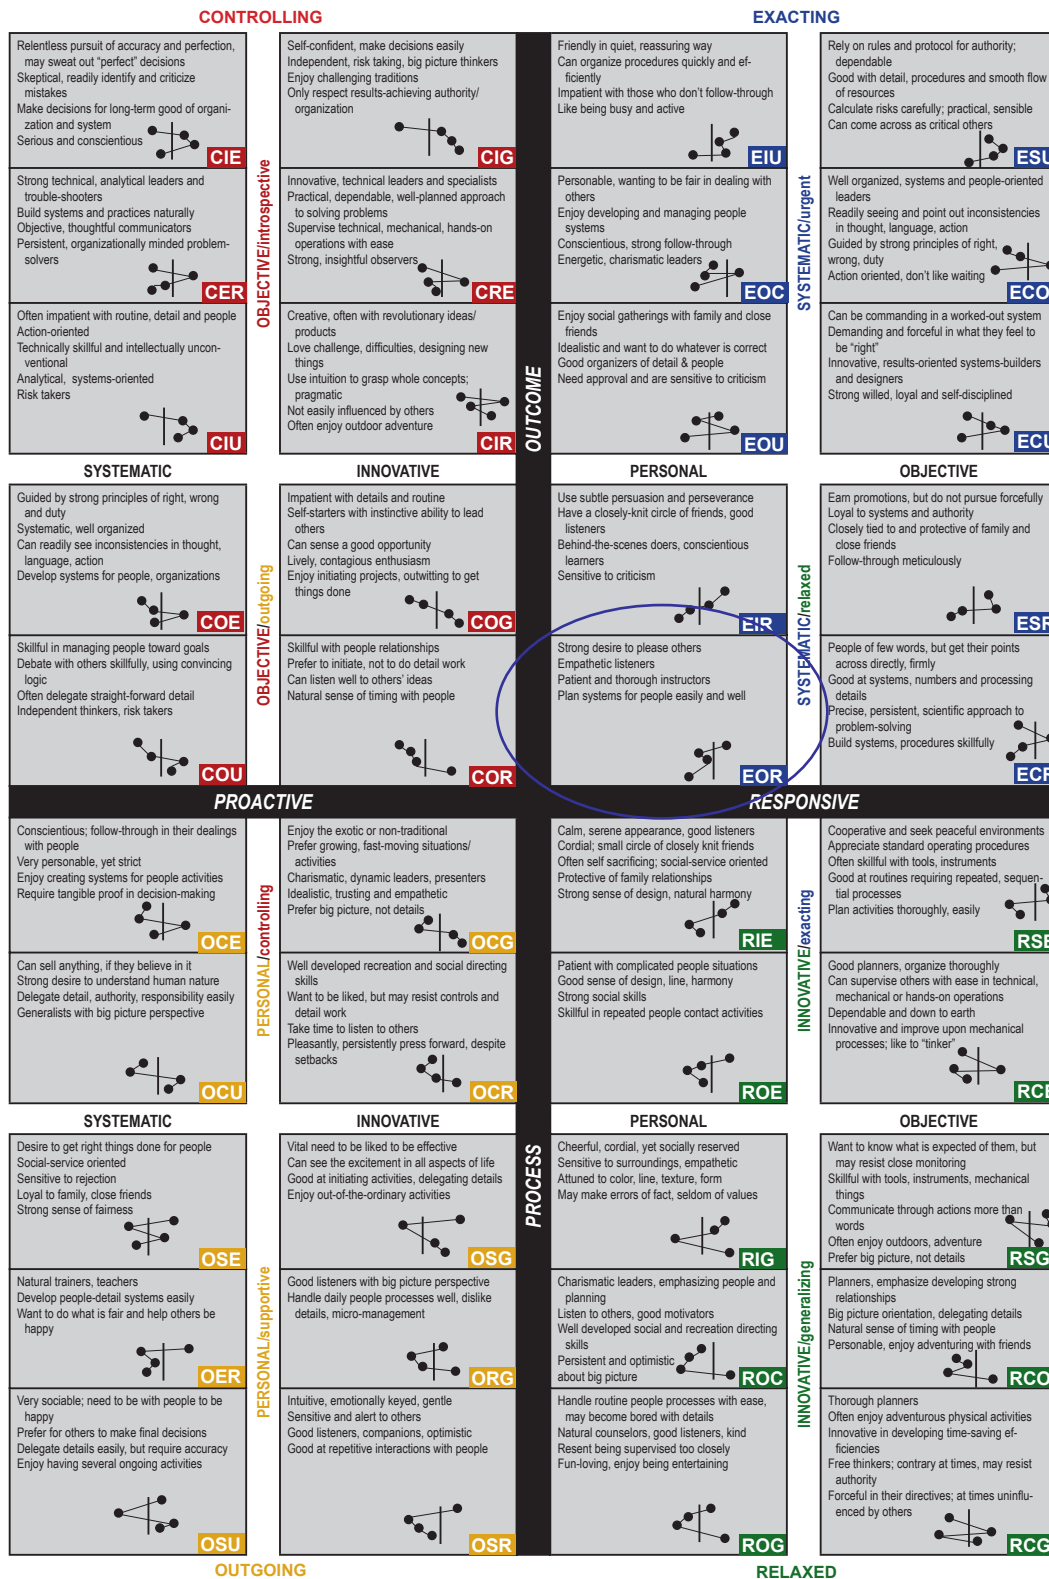 CONTROLLING
EXACTING
Relentless pursuit of accuracy and perfection,
may sweat out “perfect” decisions
Skeptical, readily identify and criticize
mistakes
Make decisions for long-term good of organi-
zation and system
Serious and conscientious
CIE
Self-confident, make decisions easily
Independent, risk taking, big picture thinkers
Enjoy challenging traditions
Only respect results-achieving authority/
organization
CIG
Friendly in quiet, reassuring way
Can organize procedures quickly and ef-
ficiently
Impatient with those who don’t follow-through
Like being busy and active
EIU
Rely on rules and protocol for authority;
dependable
Good with detail, procedures and smooth flow
of resources
Calculate risks carefully; practical, sensible
Can come across as critical others
ESU
Strong technical, analytical leaders and
trouble-shooters
Build systems and practices naturally
Objective, thoughtful communicators
Persistent, organizationally minded problem-
solvers
CER
OBJECTIVE/introspective
Innovative, technical leaders and specialists
Practical, dependable, well-planned approach
to solving problems
Supervise technical, mechanical, hands-on
operations with ease
Strong, insightful observers
CRE
Personable, wanting to be fair in dealing with
others
Enjoy developing and managing people
systems
Conscientious, strong follow-through
Energetic, charismatic leaders
EOC
SYSTEMATIC/urgent
Well organized, systems and people-oriented
leaders
Readily seeing and point out inconsistencies
in thought, language, action
Guided by strong principles of right,
wrong, duty
Action oriented, don’t like waiting
ECO
Often impatient with routine, detail and people
Action-oriented
Technically skillful and intellectually uncon-
ventional
Analytical, systems-oriented
Risk takers
CIU
Creative, often with revolutionary ideas/
products
Love challenge, difficulties, designing new
things
Use intuition to grasp whole concepts;
pragmatic
Not easily influenced by others
Often enjoy outdoor adventure
CIR
OUTCOME
Enjoy social gatherings with family and close
friends
Idealistic and want to do whatever is correct
Good organizers of detail & people
Need approval and are sensitive to criticism
EOU
Can be commanding in a worked-out system
Demanding and forceful in what they feel to
be “right”
Innovative, results-oriented systems-builders
and designers
Strong willed, loyal and self-disciplined
ECU
SYSTEMATIC
INNOVATIVE
PERSONAL
OBJECTIVE
Guided by strong principles of right, wrong
and duty
Systematic, well organized
Can readily see inconsistencies in thought,
language, action
Develop systems for people, organizations
COE
OBJECTIVE/outgoing
Impatient with details and routine
Self-starters with instinctive ability to lead
others
Can sense a good opportunity
Lively, contagious enthusiasm
Enjoy initiating projects, outwitting to get
things done
COG
Use subtle persuasion and perseverance
Have a closely-knit circle of friends, good
listeners
Behind-the-scenes doers, conscientious
learners
Sensitive to criticism
EIR
SYSTEMATIC/relaxed
Earn promotions, but do not pursue forcefully
Loyal to systems and authority
Closely tied to and protective of family and
close friends
Follow-through meticulously
ESR
Skillful in managing people toward goals
Debate with others skillfully, using convincing
logic
Often delegate straight-forward detail
Independent thinkers, risk takers
COU
Skillful with people relationships
Prefer to initiate, not to do detail work
Can listen well to others’ ideas
Natural sense of timing with people
COR
Strong desire to please others
Empathetic listeners
Patient and thorough instructors
Plan systems for people easily and well
EOR
People of few words, but get their points
across directly, firmly
Good at systems, numbers and processing
details
Precise, persistent, scientific approach to
problem-solving
Build systems, procedures skillfully
ECR
PROACTIVE
RESPONSIVE
Conscientious; follow-through in their dealings
with people
Very personable, yet strict
Enjoy creating systems for people activities
Require tangible proof in decision-making
OCE
PERSONAL/controlling
Enjoy the exotic or non-traditional
Prefer growing, fast-moving situations/
activities
Charismatic, dynamic leaders, presenters
Idealistic, trusting and empathetic
Prefer big picture, not details
OCG
Calm, serene appearance, good listeners
Cordial; small circle of closely knit friends
Often self sacrificing; social-service oriented
Protective of family relationships
Strong sense of design, natural harmony
RIE
INNOVATIVE/exacting
Cooperative and seek peaceful environments
Appreciate standard operating procedures
Often skillful with tools, instruments
Good at routines requiring repeated, sequen-
tial processes
Plan activities thoroughly, easily
RSE
Can sell anything, if they believe in it
Strong desire to understand human nature
Delegate detail, authority, responsibility easily
Generalists with big picture perspective
OCU
Well developed recreation and social directing
skills
Want to be liked, but may resist controls and
detail work
Take time to listen to others
Pleasantly, persistently press forward, despite
setbacks
OCR
Patient with complicated people situations
Good sense of design, line, harmony
Strong social skills
Skillful in repeated people contact activities
ROE
Good planners, organize thoroughly
Can supervise others with ease in technical,
mechanical or hands-on operations
Dependable and down to earth
Innovative and improve upon mechanical
processes; like to “tinker”
RCE
SYSTEMATIC
INNOVATIVE
PERSONAL
OBJECTIVE
Desire to get right things done for people
Social-service oriented
Sensitive to rejection
Loyal to family, close friends
Strong sense of fairness
OSE
Vital need to be liked to be effective
Can see the excitement in all aspects of life
Good at initiating activities, delegating details
Enjoy out-of-the-ordinary activities
OSG
PROCESS
Cheerful, cordial, yet socially reserved
Sensitive to surroundings, empathetic
Attuned to color, line, texture, form
May make errors of fact, seldom of values
RIG
Want to know what is expected of them, but
may resist close monitoring
Skillful with tools, instruments, mechanical
things
Communicate through actions more than
words
Often enjoy outdoors, adventure
Prefer big picture, not details
RSG
Natural trainers, teachers
Develop people-detail systems easily
Want to do what is fair and help others be
happy
OER
PERSONAL/supportive
Good listeners with big picture perspective
Handle daily people processes well, dislike
details, micro-management
ORG
Charismatic leaders, emphasizing people and
planning
Listen to others, good motivators
Well developed social and recreation directing
skills
Persistent and optimistic
about big picture
ROC
INNOVATIVE/generalizing
Planners, emphasize developing strong
relationships
Big picture orientation, delegating details
Natural sense of timing with people
Personable, enjoy adventuring with friends
RCO
Very sociable; need to be with people to be
happy
Prefer for others to make final decisions
Delegate details easily, but require accuracy
Enjoy having several ongoing activities
OSU
Intuitive, emotionally keyed, gentle
Sensitive and alert to others
Good listeners, companions, optimistic
Good at repetitive interactions with people
OSR
Handle routine people processes with ease,
may become bored with details
Natural counselors, good listeners, kind
Resent being supervised too closely
Fun-loving, enjoy being entertaining
ROG
Thorough planners
Often enjoy adventurous physical activities
Innovative in developing time-saving ef-
ficiencies
Free thinkers; contrary at times, may resist
authority
Forceful in their directives; at times uninflu-
enced by others
RCG
OUTGOING
RELAXED